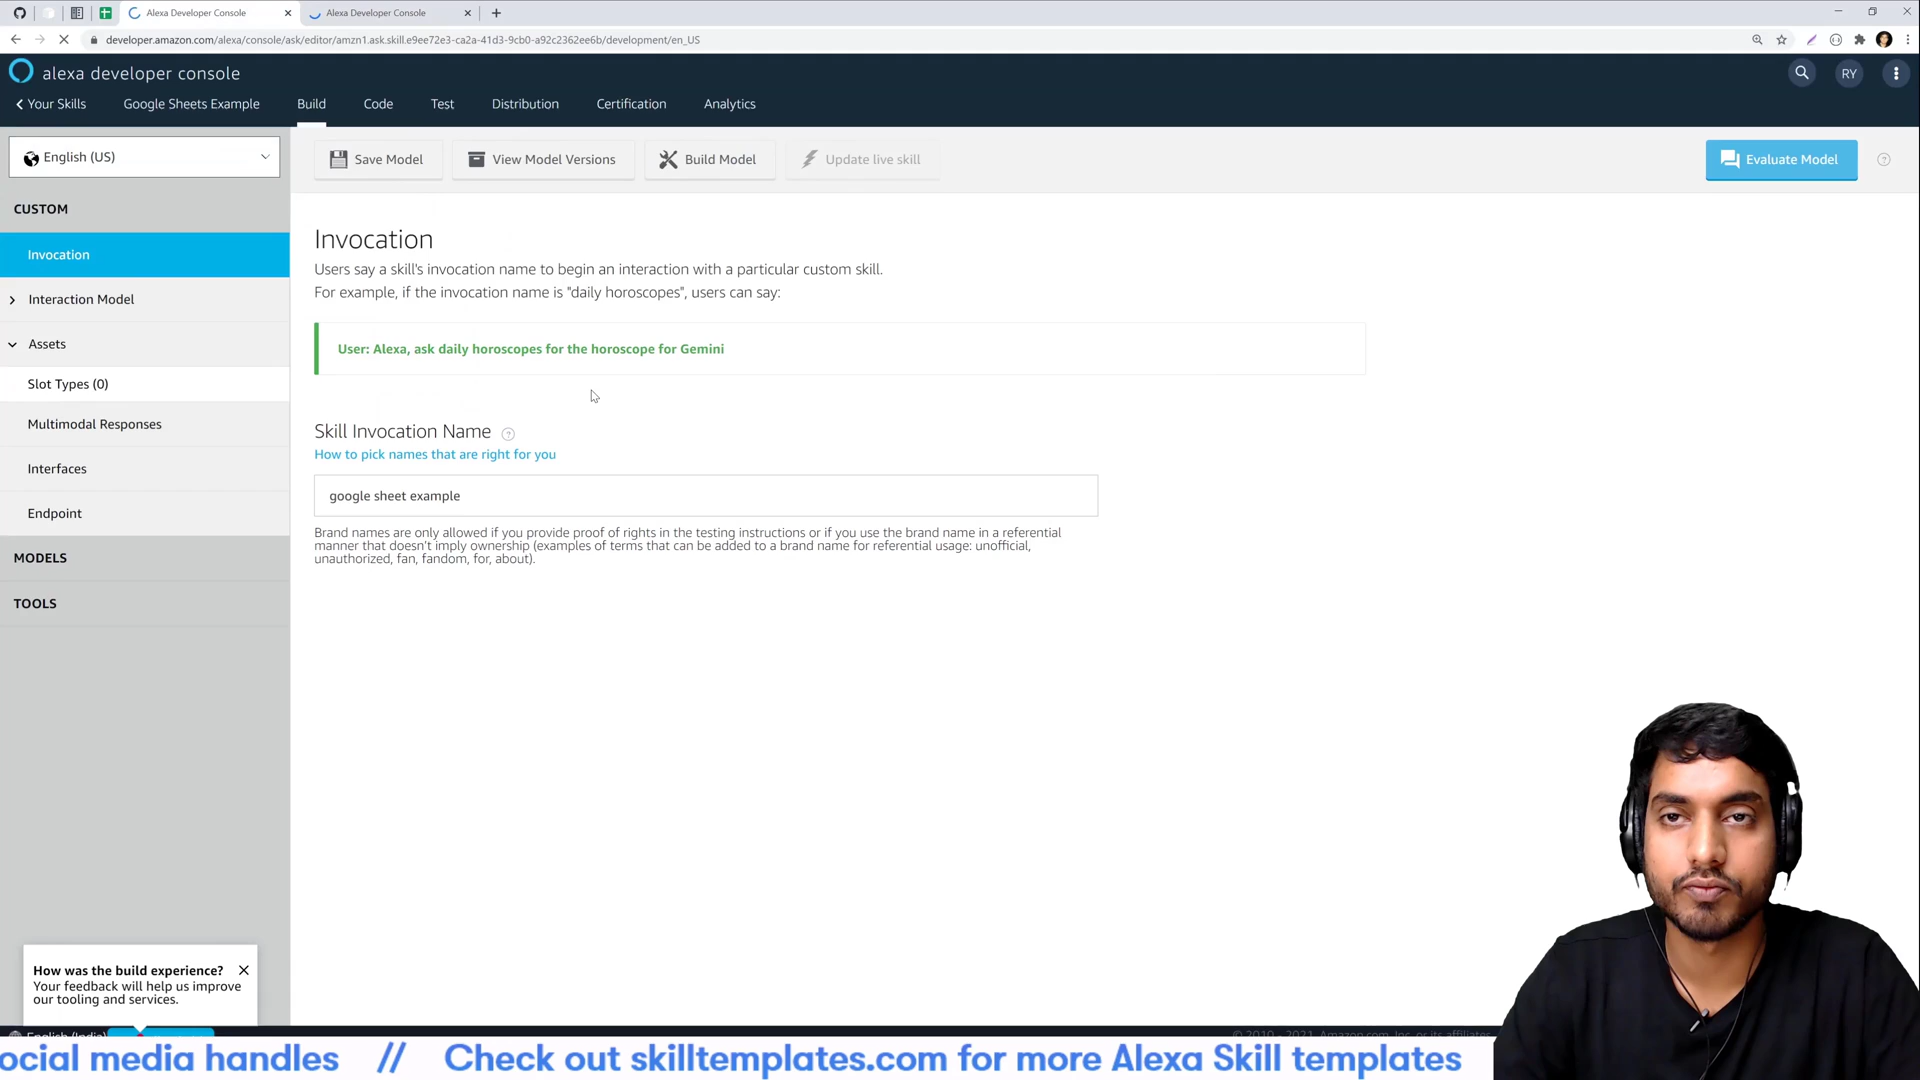 Alexa Developer Console
Alexa Developer Console
developer.amazon.com/alexa/console/ask/editor/amzn1.ask.skill.e9ee72e3-ca2a-41d3-9cb0-a92c2362ee6b/development/en_US
alexa developer console
RY
Your Skills
Google Sheets Example
Build
Code
Test
Distribution
Certification
Analytics
English (US)
Save Model
View Model Versions
Build Model
Update live skill
Evaluate Model
CUSTOM
Invocation
Interaction Model
Assets
Slot Types (0)
Multimodal Responses
Interfaces
Endpoint
MODELS
TOOLS
Invocation
Users say a skill's invocation name to begin an interaction with a particular custom skill.
For example, if the invocation name is "daily horoscopes", users can say:
User: Alexa, ask daily horoscopes for the horoscope for Gemini
Skill Invocation Name
How to pick names that are right for you
google sheet example
Brand names are only allowed if you provide proof of rights in the testing instructions or if you use the brand name in a referential
manner that doesn't imply ownership (examples of terms that can be added to a brand name for referential usage: unofficial,
unauthorized, fan, fandom, for, about).
How was the build experience?
Your feedback will help us improve
our tooling and services.
English (India)
© 2010 - 2021, Amazon.com, Inc. or its affiliates
ocial media handles // Check out skilltemplates.com for more Alexa Skill templates